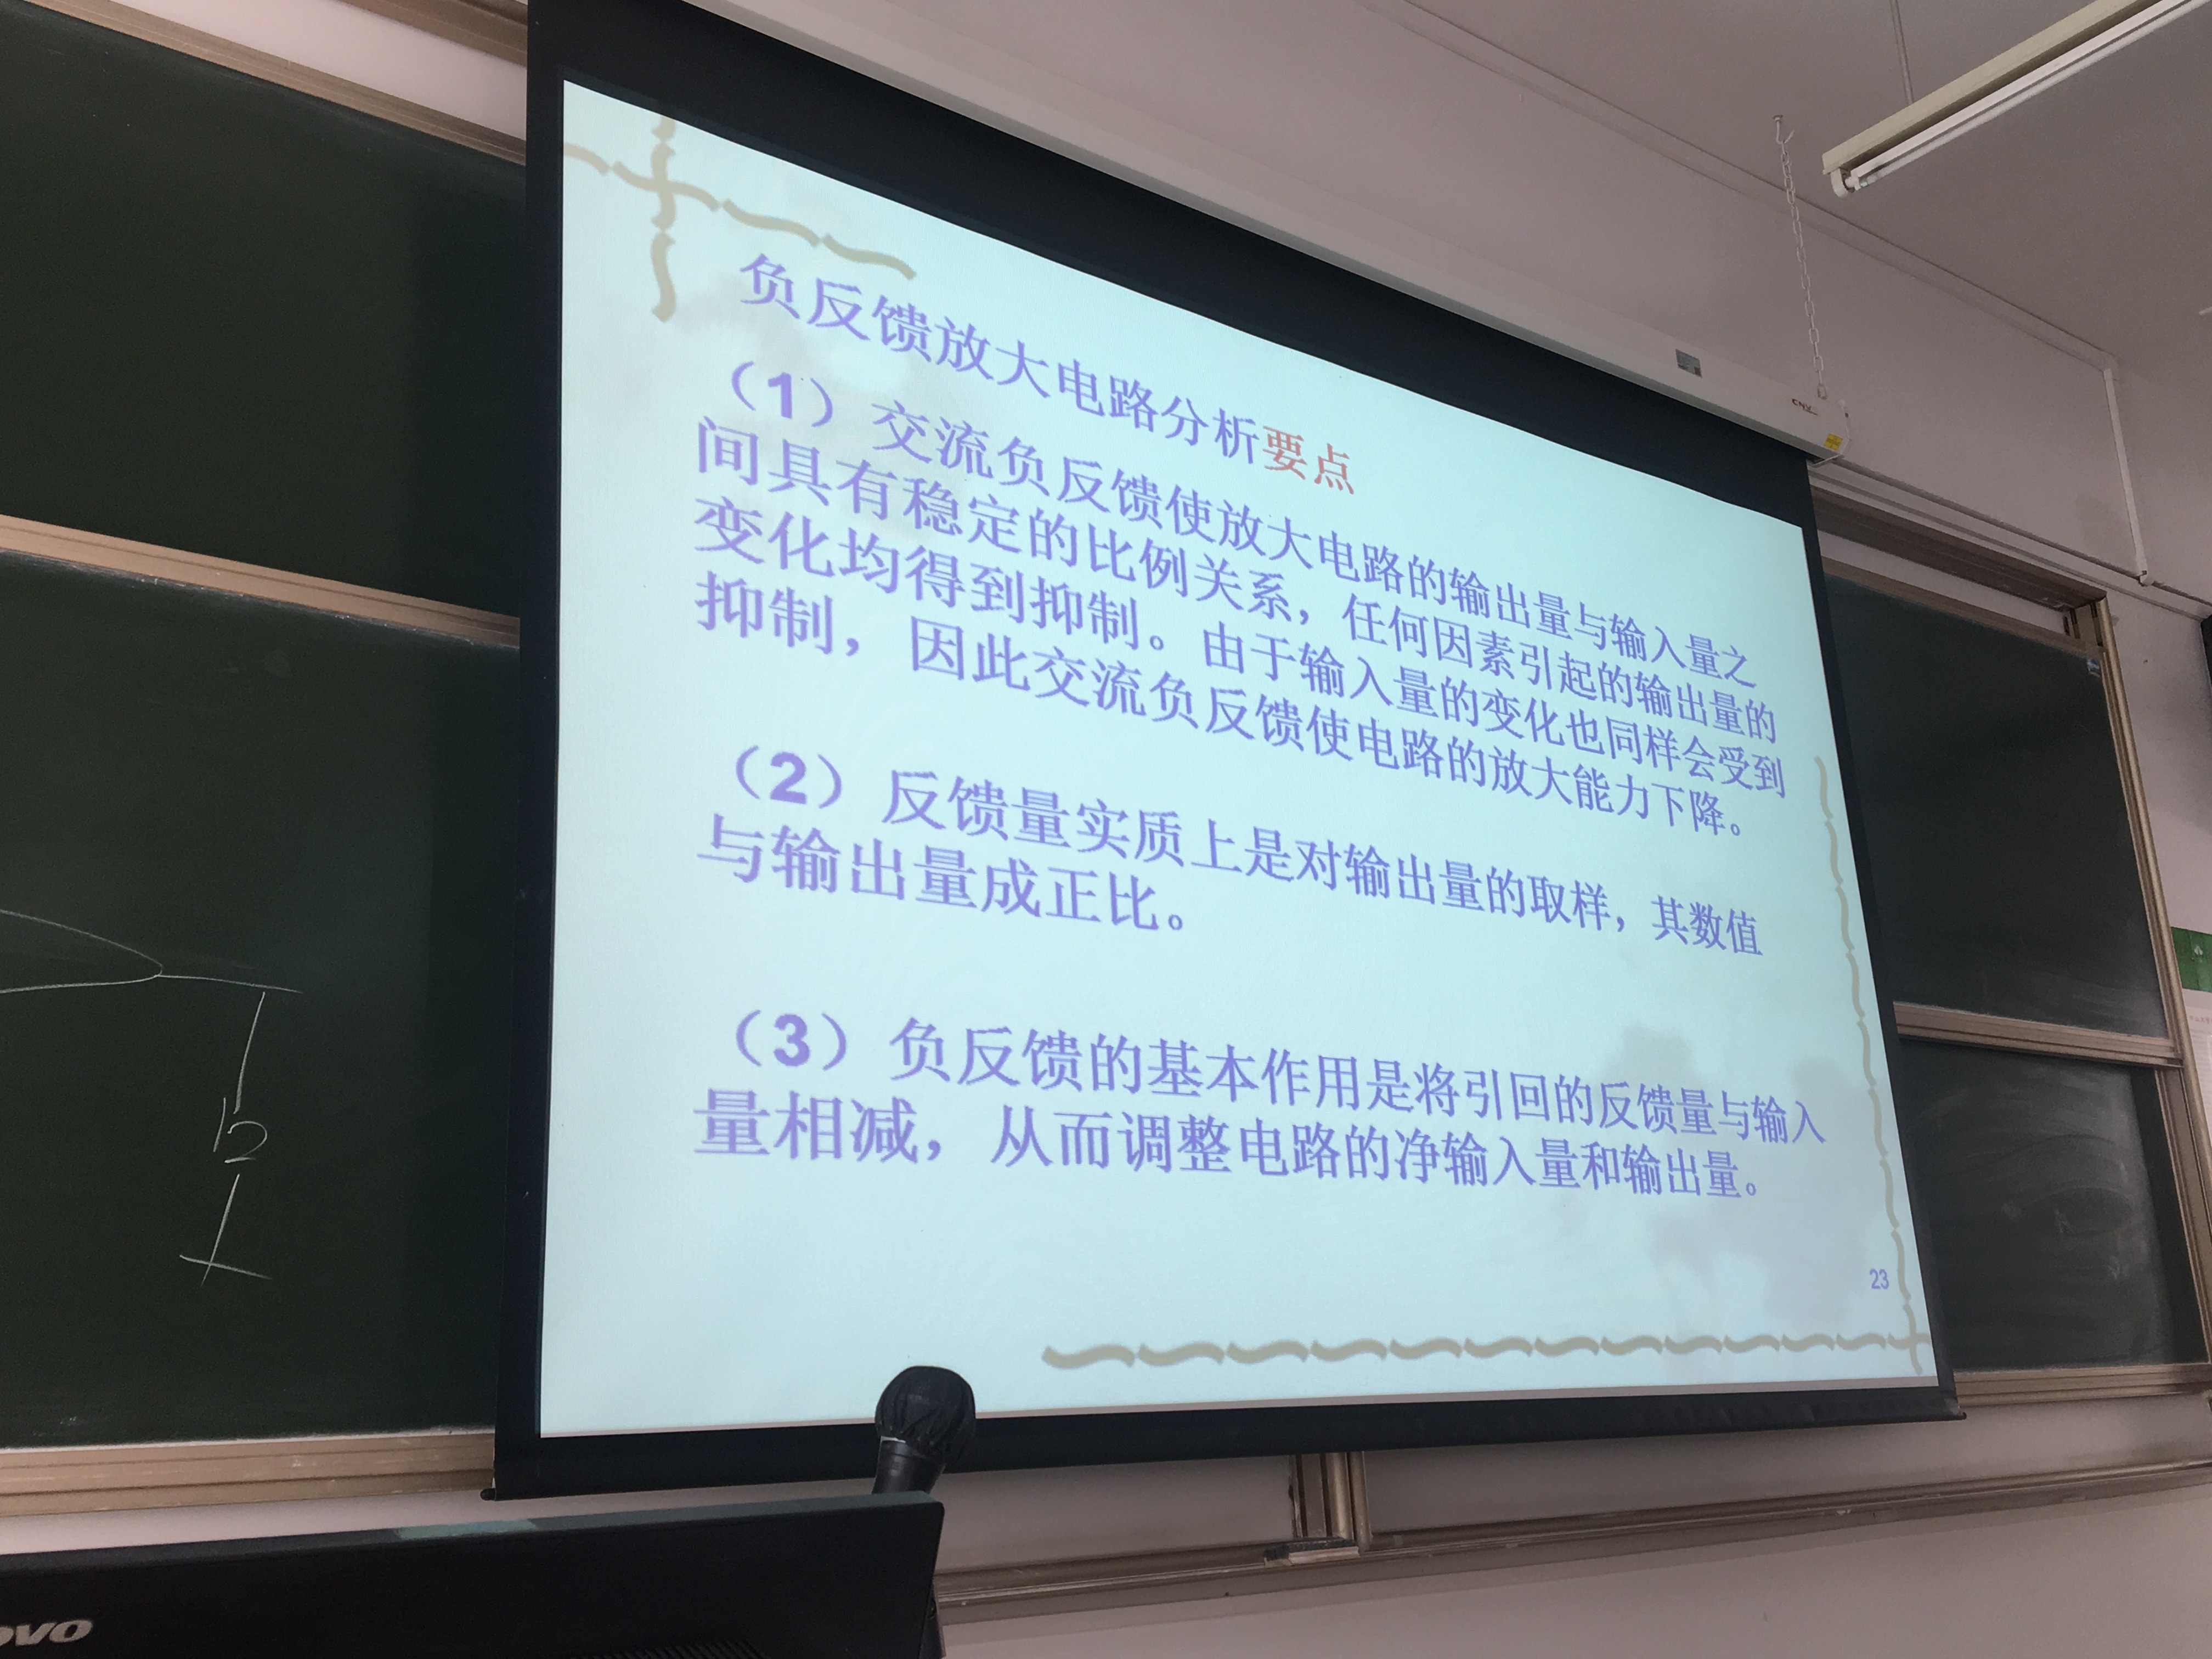 负反馈放大电路分析要点
（1）交流负反馈使放大电路的输出量与输入量之
间具有稳定的比例关系，任何因素引起的输出量的
变化均得到抑制。由于输入量的变化也同样会受到
抑制，因此交流负反馈使电路的放大能力下降。
（2）反馈量实质上是对输出量的取样，其数值
与输出量成正比。
（3）负反馈的基本作用是将引回的反馈量与输入
量相减，从而调整电路的净输入量和输出量。
23
ovo